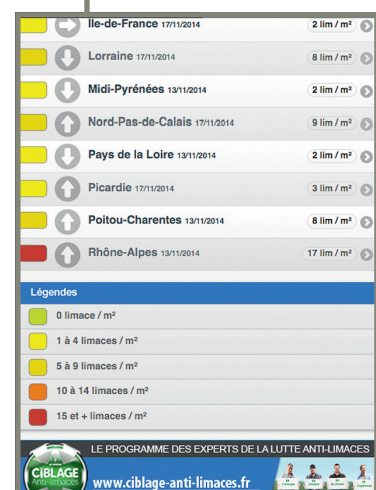 Ile-de-France 17/11/2014 2 lim / m²
Lorraine 17/11/2014 8 lim / m²
Midi-Pyrénées 13/11/2014 2 lim / m²
Nord-Pas-de-Calais 17/11/2014 9 lim / m²
Pays de la Loire 13/11/2014 2 lim / m²
Picardie 17/11/2014 3 lim / m²
Poitou-Charentes 13/11/2014 8 lim / m²
Rhône-Alpes 13/11/2014 17 lim / m²
Légendes
0 limace / m²
1 à 4 limaces / m²
5 à 9 limaces / m²
10 à 14 limaces / m²
15 et + limaces / m²
LE PROGRAMME DES EXPERTS DE LA LUTTE ANTI-LIMACES
CIBLAGE
Anti-limaces
www.ciblage-anti-limaces.fr